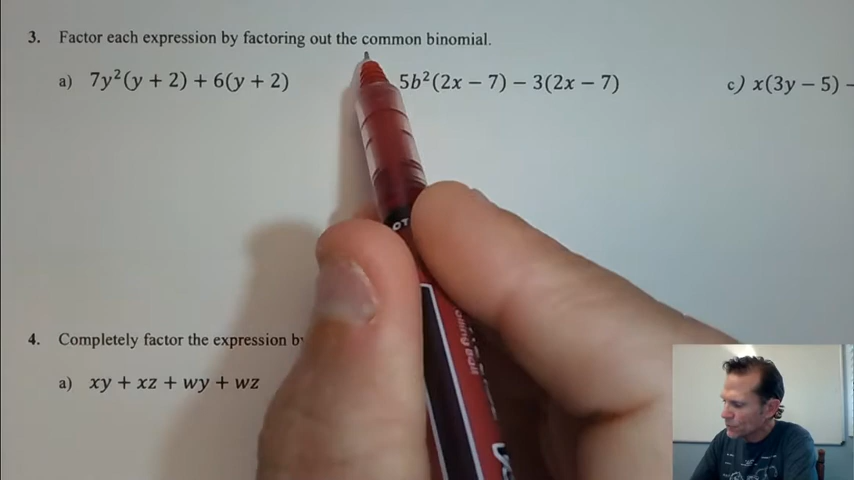 3. Factor each expression by factoring out the common binomial.
a) 7y²(y + 2) + 6(y + 2) 5b²(2x − 7) − 3(2x − 7) c) x(3y − 5) −
4. Completely factor the expression b
a) xy + xz + wy + wz